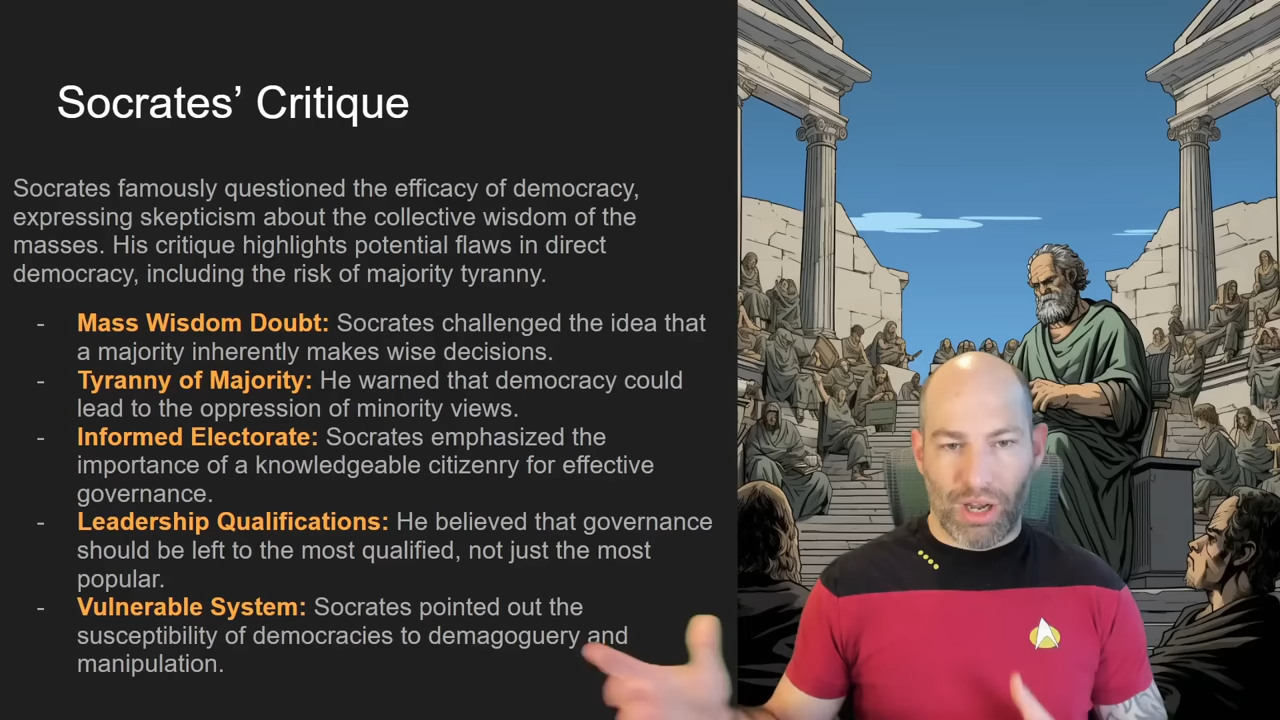 Socrates’ Critique
Socrates famously questioned the efficacy of democracy,
expressing skepticism about the collective wisdom of the
masses. His critique highlights potential flaws in direct
democracy, including the risk of majority tyranny.
- Mass Wisdom Doubt: Socrates challenged the idea that
a majority inherently makes wise decisions.
- Tyranny of Majority: He warned that democracy could
lead to the oppression of minority views.
- Informed Electorate: Socrates emphasized the
importance of a knowledgeable citizenry for effective
governance.
- Leadership Qualifications: He believed that governance
should be left to the most qualified, not just the most
popular.
- Vulnerable System: Socrates pointed out the
susceptibility of democracies to demagoguery and
manipulation.